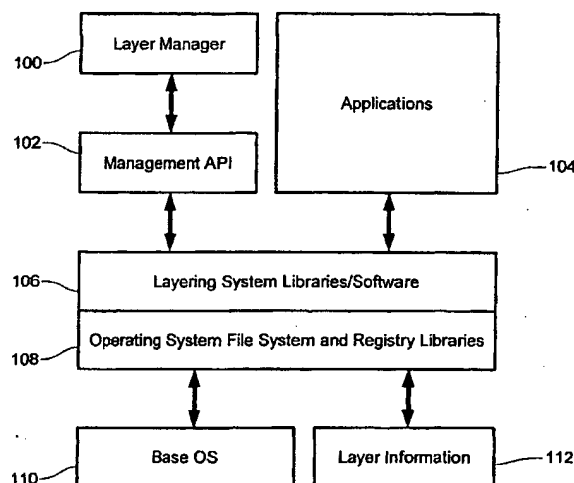 Layer Manager
100
Applications
102
Management API
104
106
Layering System Libraries/Software
Operating System File System and Registry Libraries
108
Base OS
110
Layer Information
112